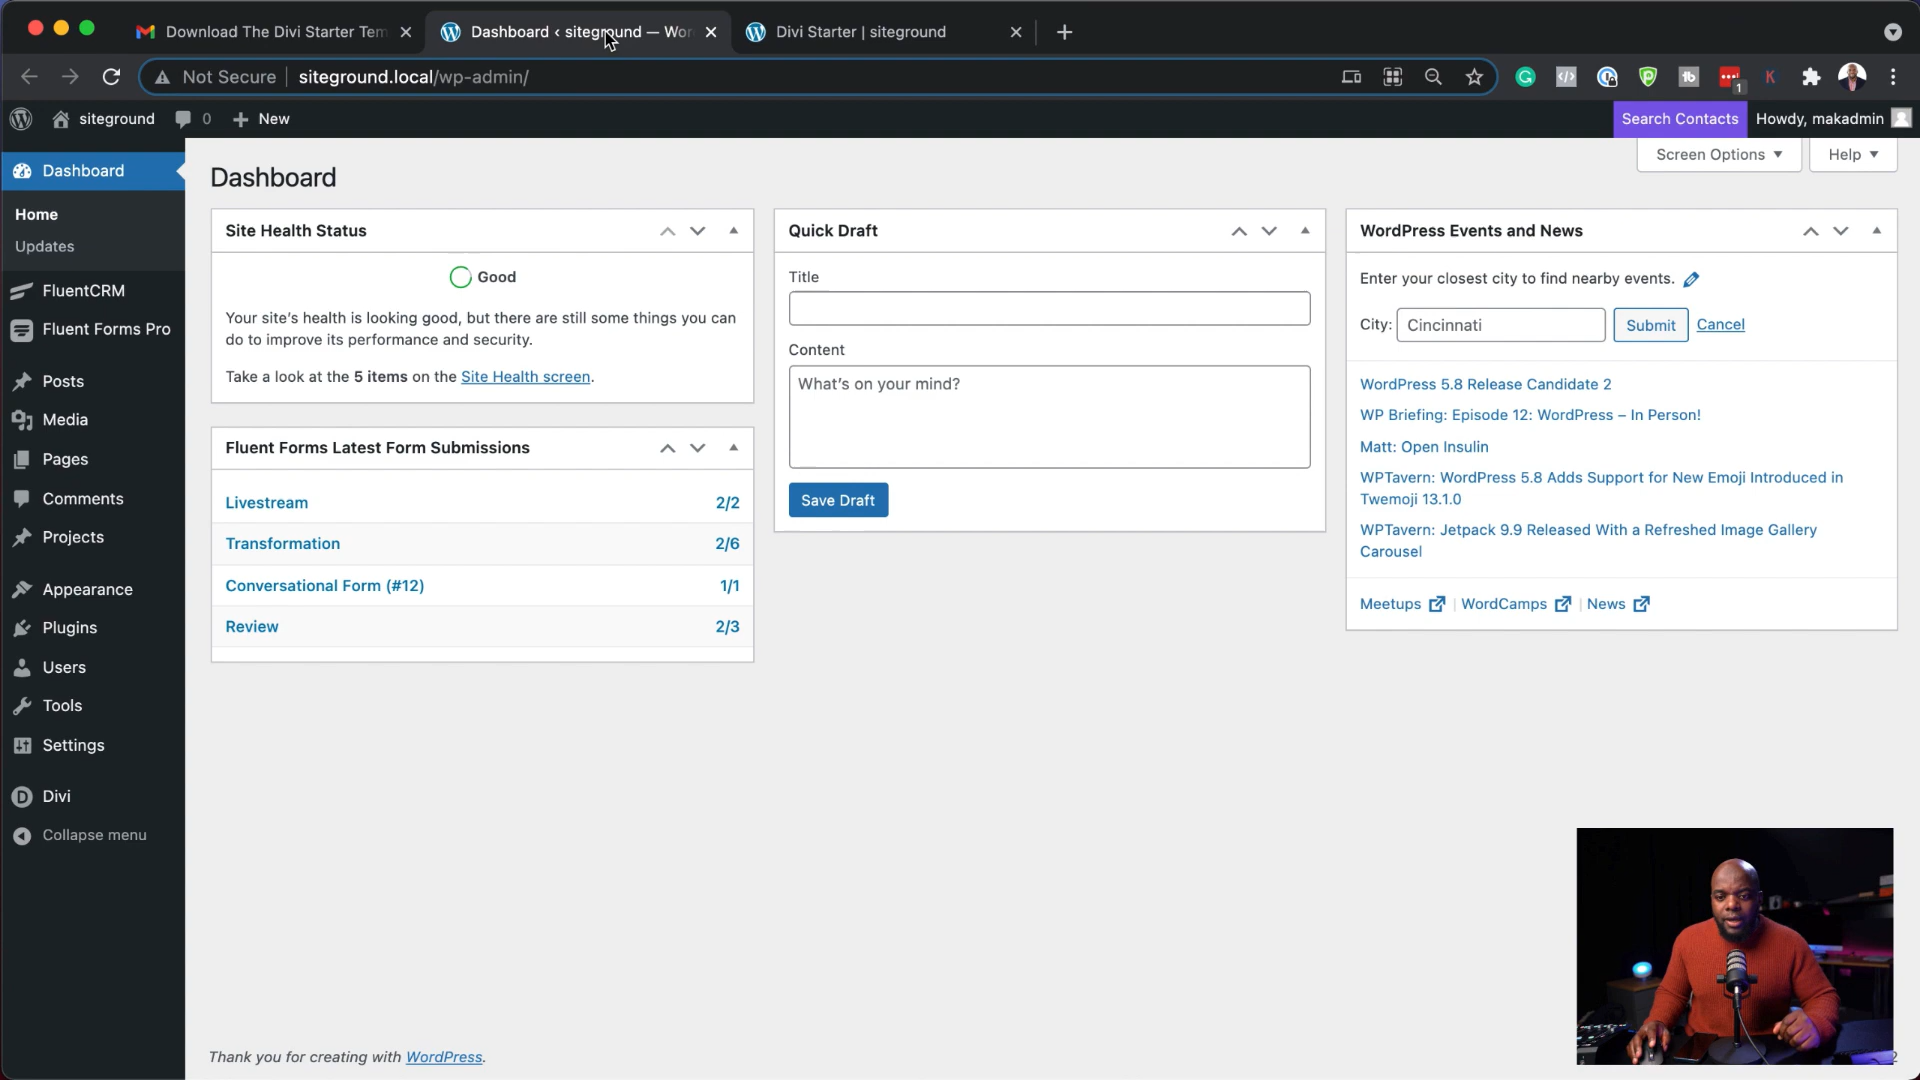 Download The Divi Starter Tem
Dashboard ‹ siteground — Wor
Divi Starter | siteground
Not Secure
siteground.local/wp-admin/
1
siteground
0
New
Search Contacts
Howdy, makadmin
Dashboard
Home
Updates
FluentCRM
Fluent Forms Pro
Posts
Media
Pages
Comments
Projects
Appearance
Plugins
Users
Tools
Settings
Divi
Collapse menu
Screen Options
Help
Dashboard
Site Health Status
Good
Your site's health is looking good, but there are still some things you can
do to improve its performance and security.
Take a look at the 5 items on the Site Health screen.
Fluent Forms Latest Form Submissions
Livestream 2/2
Transformation 2/6
Conversational Form (#12) 1/1
Review 2/3
Quick Draft
Title
Content
What's on your mind?
Save Draft
WordPress Events and News
Enter your closest city to find nearby events.
City: Cincinnati Submit Cancel
WordPress 5.8 Release Candidate 2
WP Briefing: Episode 12: WordPress – In Person!
Matt: Open Insulin
WPTavern: WordPress 5.8 Adds Support for New Emoji Introduced in
Twemoji 13.1.0
WPTavern: Jetpack 9.9 Released With a Refreshed Image Gallery
Carousel
Meetups | WordCamps | News
Thank you for creating with WordPress.